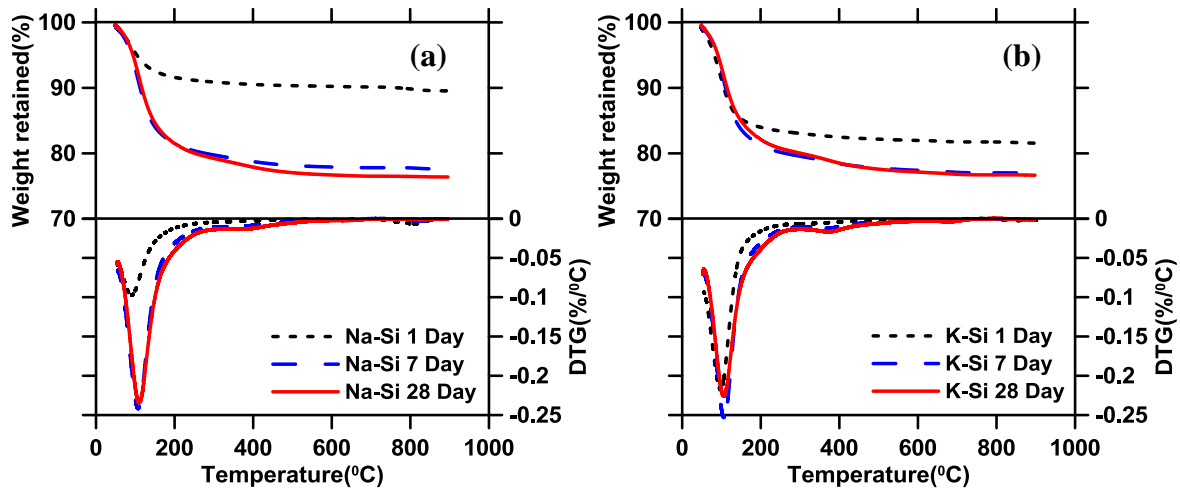 Weight retained(%)
100
90
80
70
(a)
0
-0.05
-0.1
-0.15
-0.2
-0.25
DTG(%/⁰C)
Na-Si 1 Day
Na-Si 7 Day
Na-Si 28 Day
0 200 400 600 800 1000
Temperature(⁰C)
Weight retained(%)
100
90
80
70
(b)
0
-0.05
-0.1
-0.15
-0.2
-0.25
DTG(%/⁰C)
K-Si 1 Day
K-Si 7 Day
K-Si 28 Day
0 200 400 600 800 1000
Temperature(⁰C)